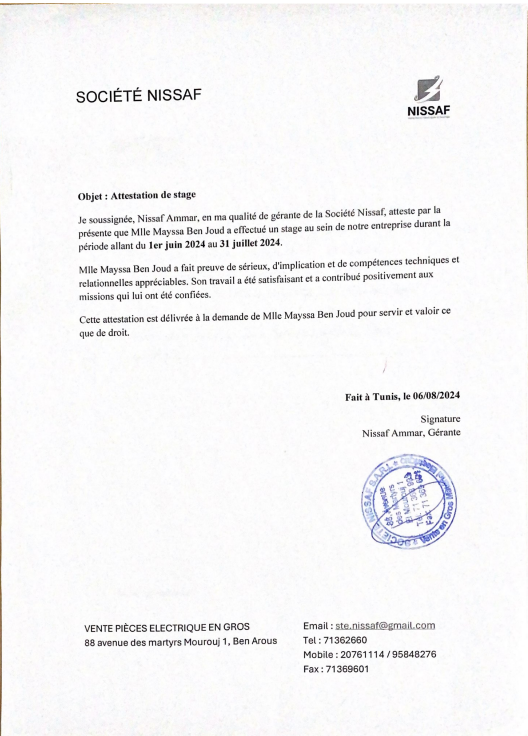 SOCIÉTÉ NISSAF
NISSAF
Objet : Attestation de stage
Je soussignée, Nissaf Ammar, en ma qualité de gérante de la Société Nissaf, atteste par la
présente que Mlle Mayssa Ben Joud a effectué un stage au sein de notre entreprise durant la
période allant du 1er juin 2024 au 31 juillet 2024.
Mlle Mayssa Ben Joud a fait preuve de sérieux, d'implication et de compétences techniques et
relationnelles appréciables. Son travail a été satisfaisant et a contribué positivement aux
missions qui lui ont été confiées.
Cette attestation est délivrée à la demande de Mlle Mayssa Ben Joud pour servir et valoir ce
que de droit.
Fait à Tunis, le 06/08/2024
Signature
Nissaf Ammar, Gérante
NISSAF S.A.R.L
Vente en Gros
VENTE PIÈCES ELECTRIQUE EN GROS
88 avenue des martyrs Mourouj 1, Ben Arous
Email : ste.nissaf@gmail.com
Tel : 71362660
Mobile : 20761114 / 95848276
Fax : 71369601